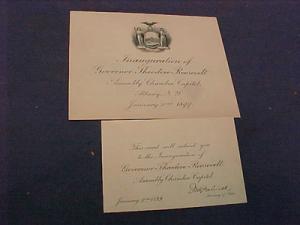 Inauguration of
Governor Theodore Roosevelt
Assembly Chamber Capitol,
Albany, N.Y.
January 2nd 1899.
This card will admit you
to the Inauguration of
Governor Theodore Roosevelt
Assembly Chamber Capitol
January 2nd 1899